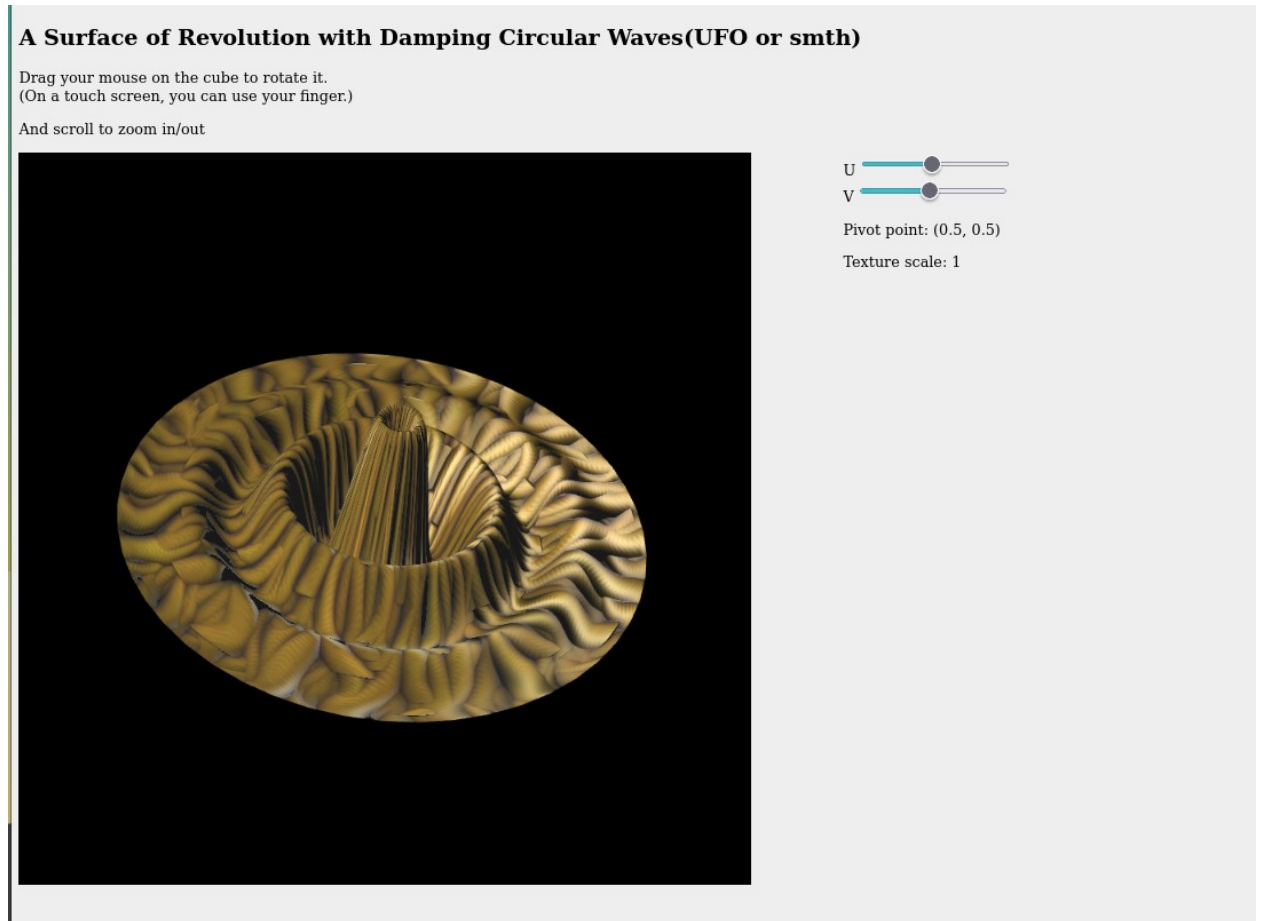 A Surface of Revolution with Damping Circular Waves(UFO or smth)
Drag your mouse on the cube to rotate it.
(On a touch screen, you can use your finger.)
And scroll to zoom in/out
U
V
Pivot point: (0.5, 0.5)
Texture scale: 1